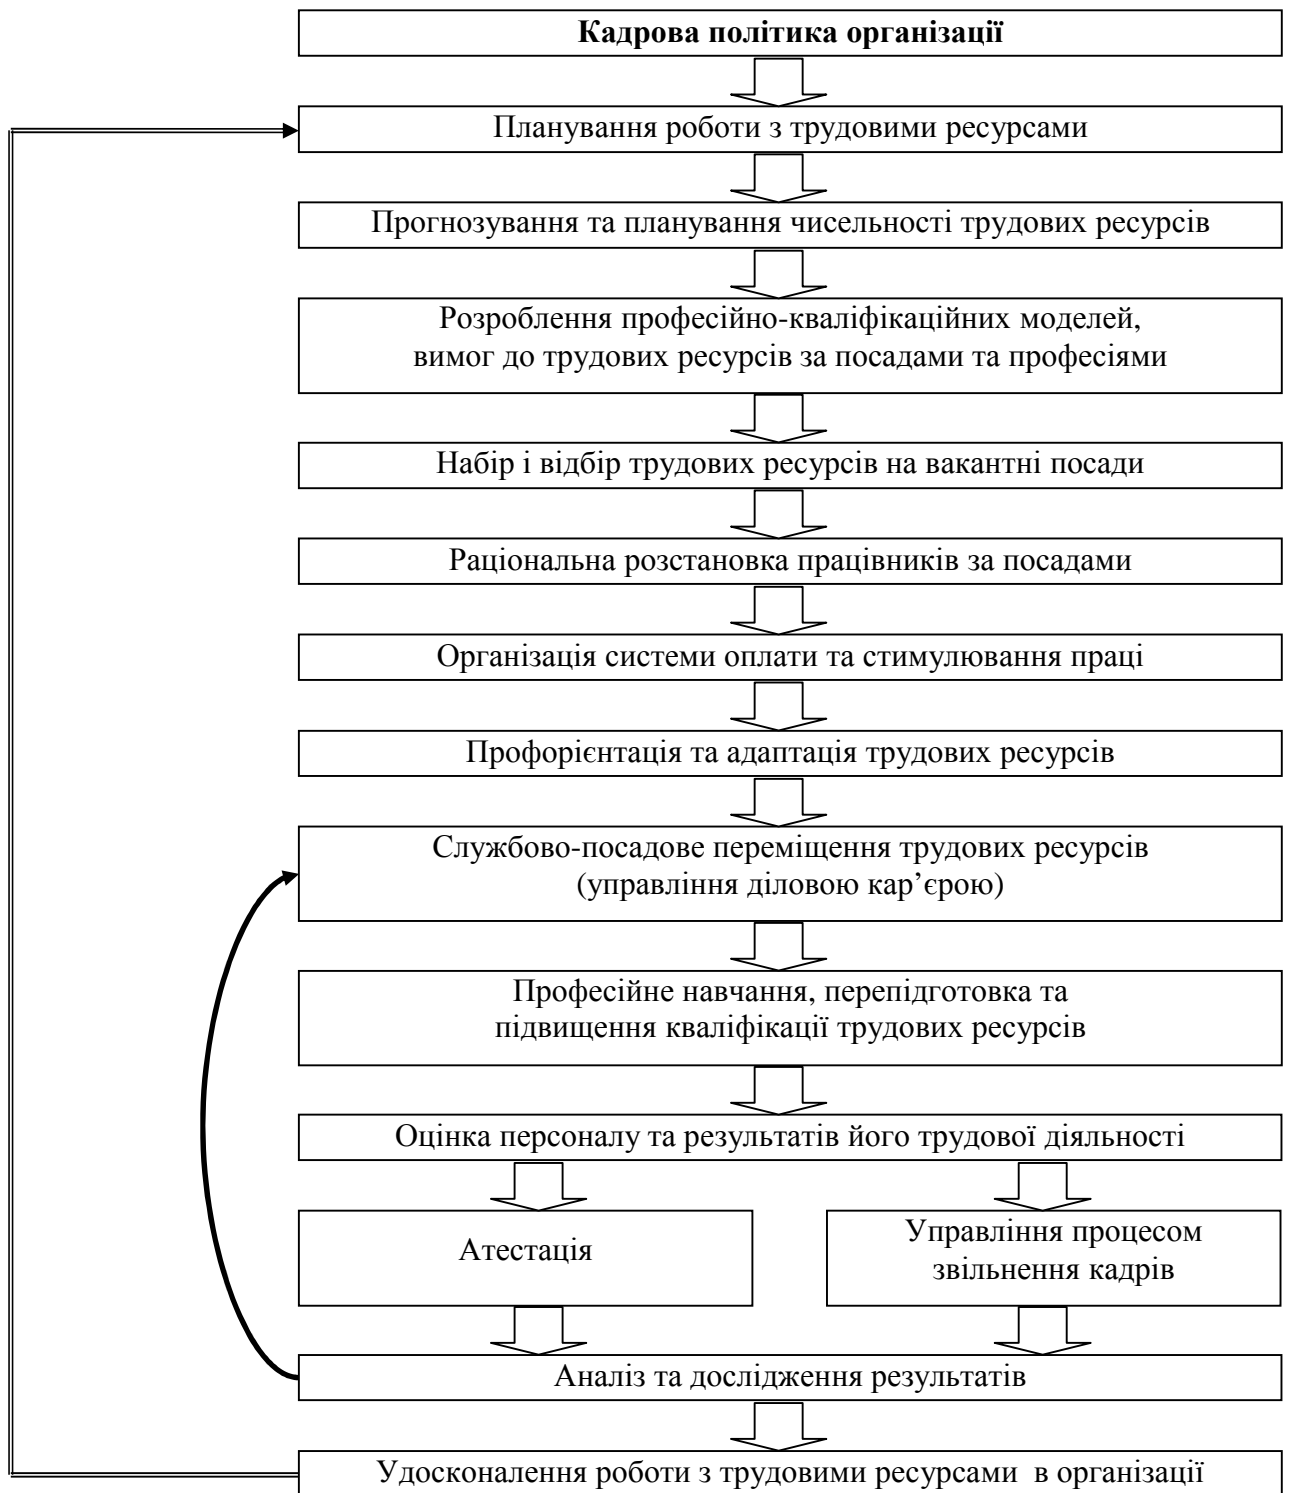 Кадрова політика організації
Планування роботи з трудовими ресурсами
Прогнозування та планування чисельності трудових ресурсів
Розроблення професійно-кваліфікаційних моделей,
вимог до трудових ресурсів за посадами та професіями
Набір і відбір трудових ресурсів на вакантні посади
Раціональна розстановка працівників за посадами
Організація системи оплати та стимулювання праці
Профорієнтація та адаптація трудових ресурсів
Службово-посадове переміщення трудових ресурсів
(управління діловою кар’єрою)
Професійне навчання, перепідготовка та
підвищення кваліфікації трудових ресурсів
Оцінка персоналу та результатів його трудової діяльності
Атестація
Управління процесом
звільнення кадрів
Аналіз та дослідження результатів
Удосконалення роботи з трудовими ресурсами в організації